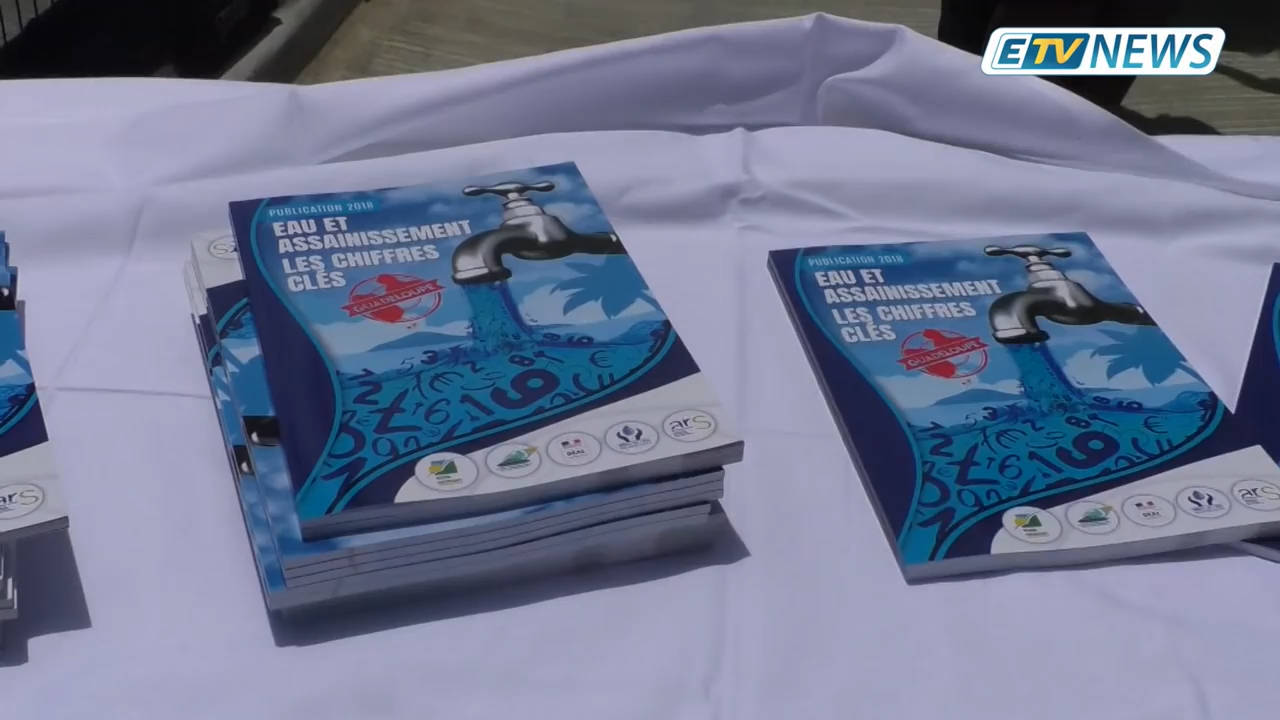 ETV NEWS
PUBLICATION 2018
EAU ET
ASSAINISSEMENT
LES CHIFFRES
CLÉS
GUADELOUPE
DEAL
ars
PUBLICATION 2018
EAU ET
ASSAINISSEMENT
LES CHIFFRES
CLÉS
GUADELOUPE
DEAL
ars
ars